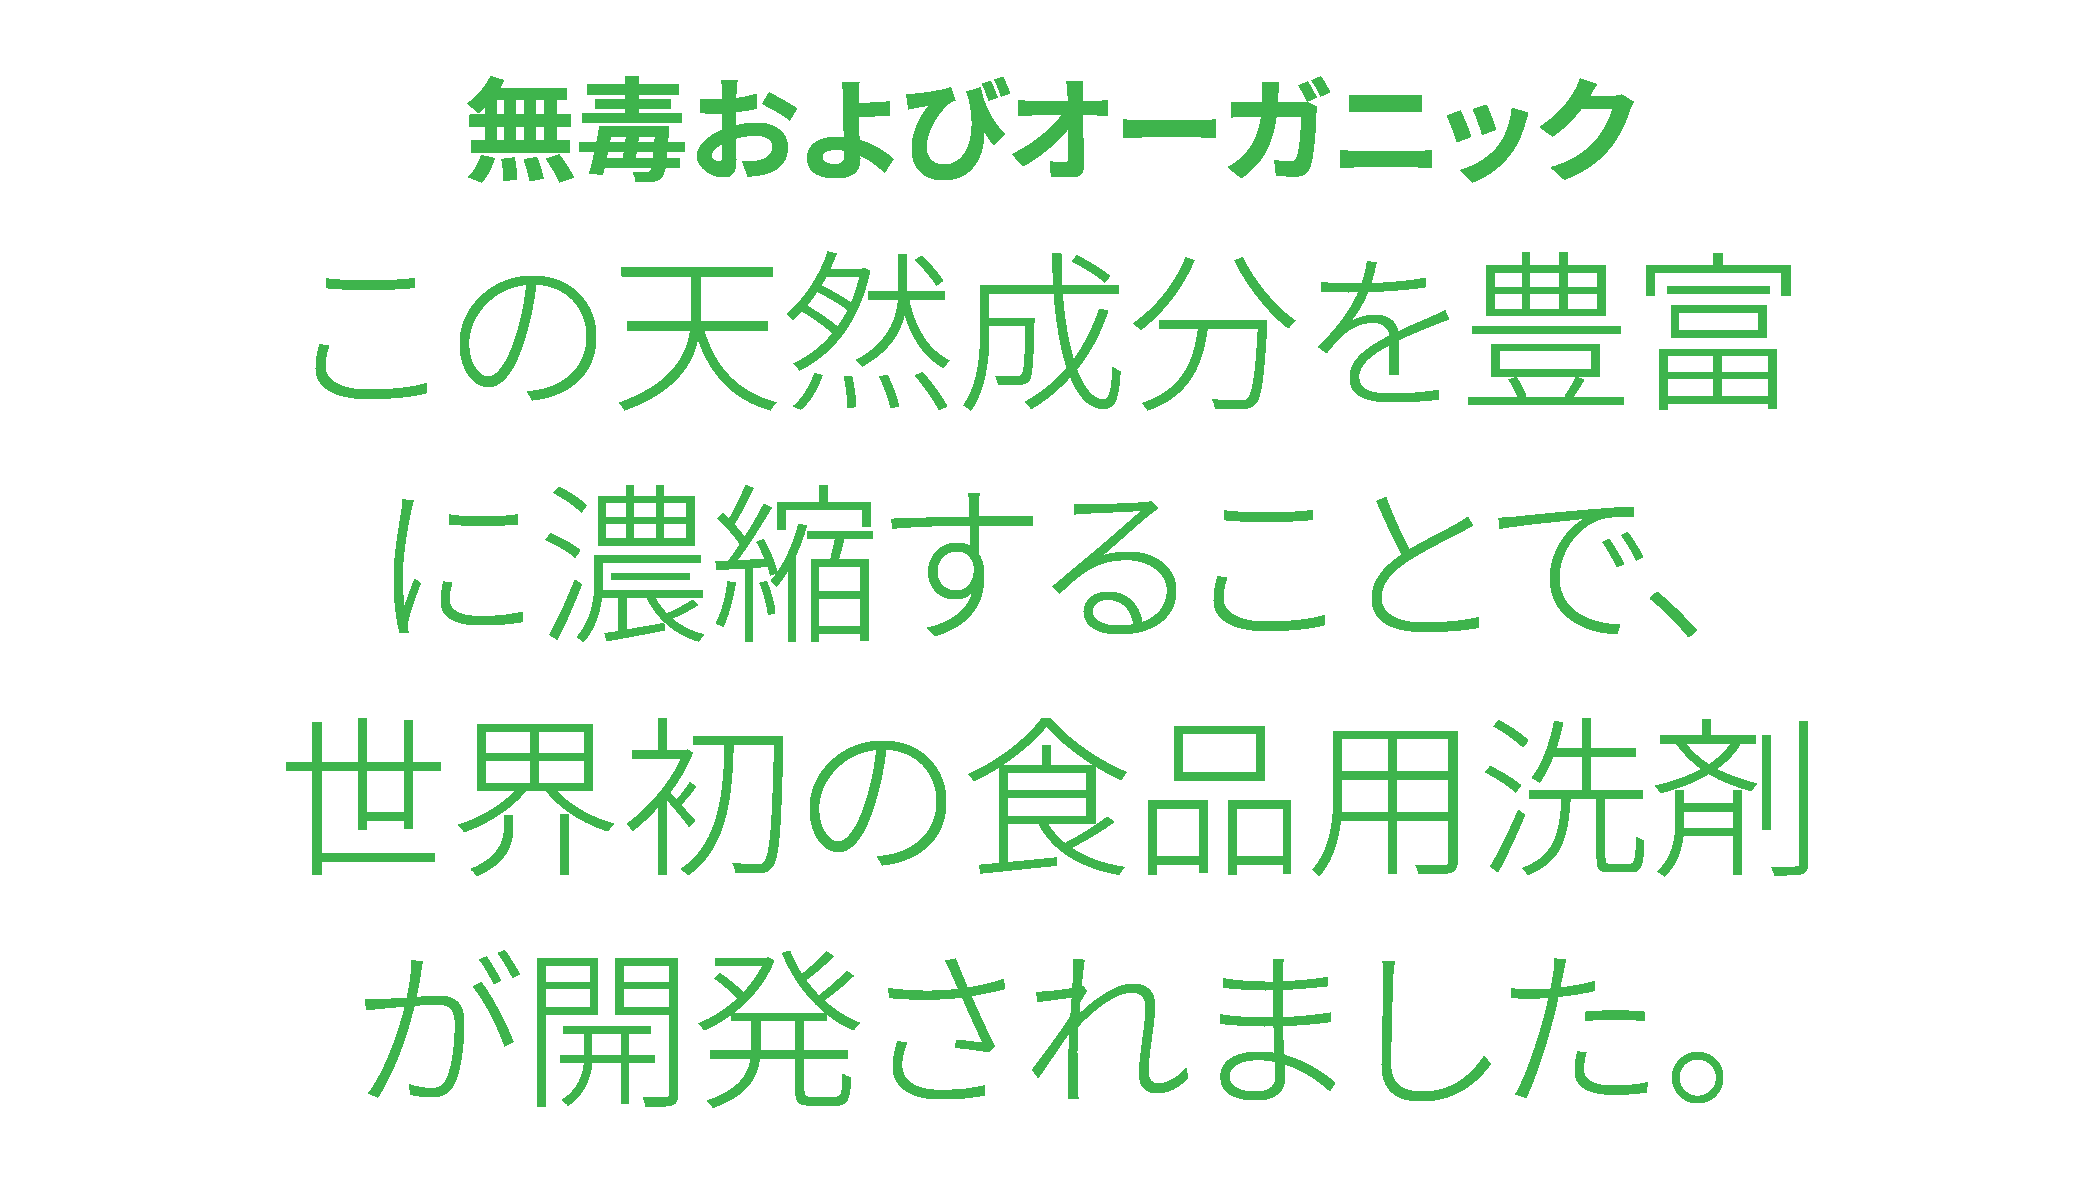 無毒およびオーガニック
この天然成分を豊富
に濃縮することで、
世界初の食品用洗剤
が開発されました。